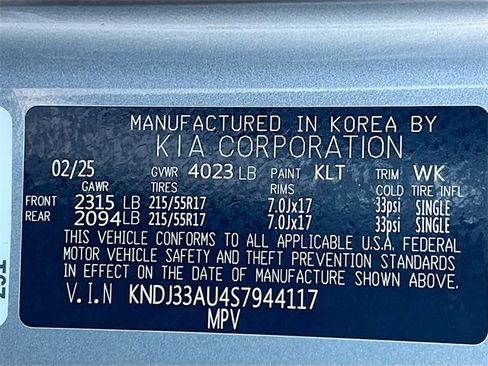 MANUFACTURED IN KOREA BY
KIA CORPORATION
02/25 GVWR 4023 LB PAINT KLT TRIM WK
GAWR TIRES RIMS COLD TIRE INFL
FRONT 2315 LB 215/55R17 7.0Jx17 33psi SINGLE
REAR 2094 LB 215/55R17 7.0Jx17 33psi SINGLE
THIS VEHICLE CONFORMS TO ALL APPLICABLE U.S.A. FEDERAL
MOTOR VEHICLE SAFETY AND THEFT PREVENTION STANDARDS
IN EFFECT ON THE DATE OF MANUFACTURE SHOWN ABOVE.
V.I.N KNDJ33AU4S7944117
MPV